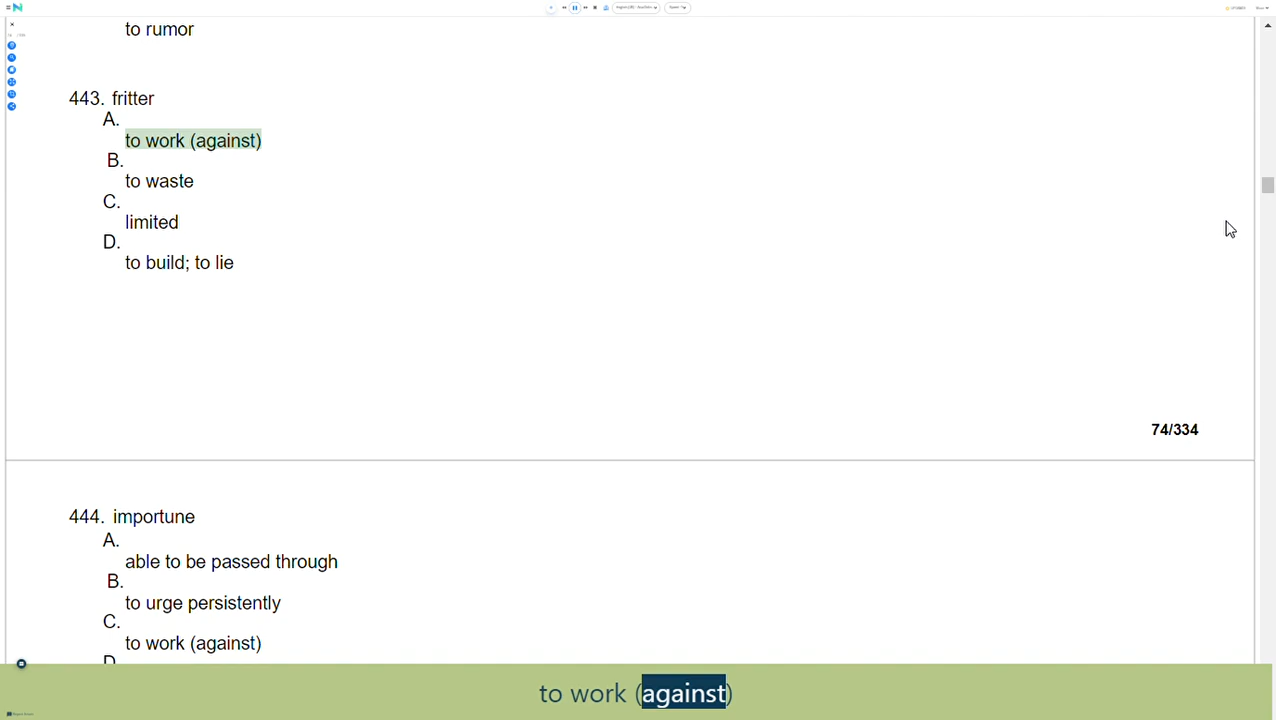 to rumor
443. fritter
A.
to work (against)
B.
to waste
C.
limited
D.
to build; to lie
74/334
444. importune
A.
able to be passed through
B.
to urge persistently
C.
to work (against)
D.
to work (against)